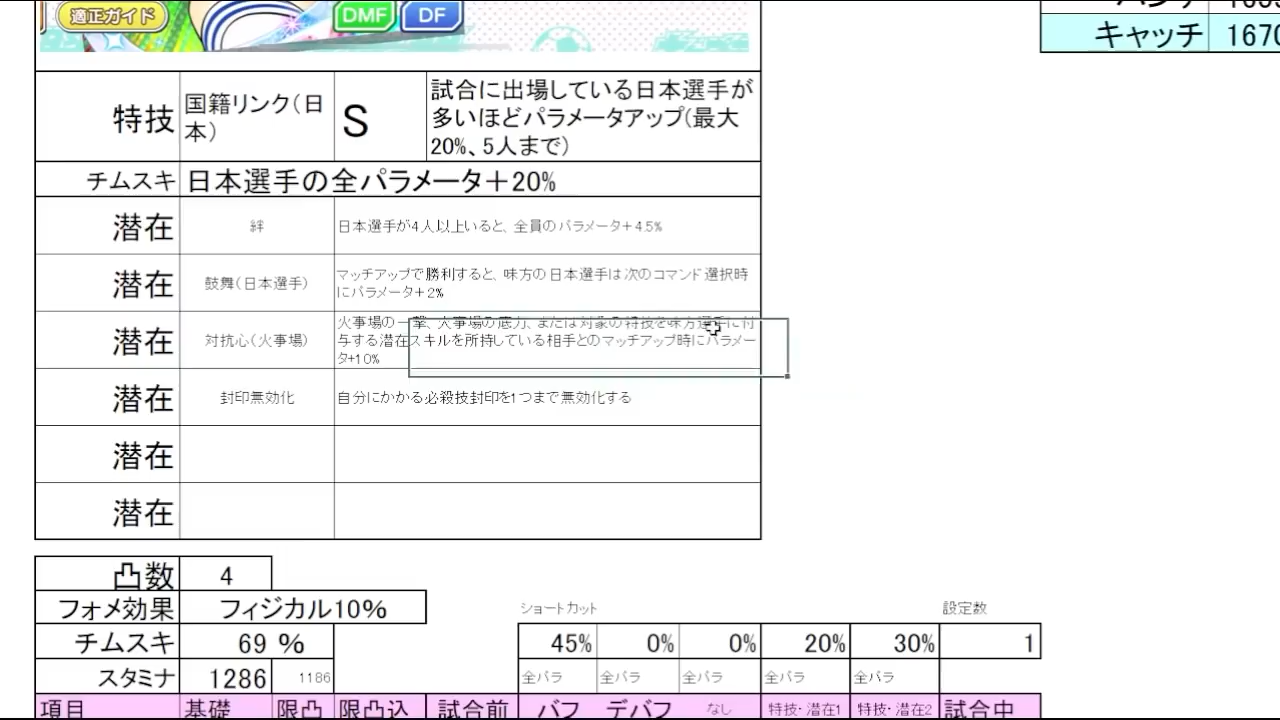 適正ガイド DMF DF
キャッチ 1670
特技 国籍リンク(日本) S 試合に出場している日本選手が
多いほどパラメータアップ(最大
20%、5人まで)
チムスキ 日本選手の全パラメータ+20%
潜在 絆 日本選手が4人以上いると、全員のパラメータ+4.5%
潜在 鼓舞(日本選手) マッチアップで勝利すると、味方の日本選手は次のコマンド選択時
にパラメータ+2%
潜在 対抗心(火事場) 火事場の一撃、火事場の底力、または対象の特技を味方選手に付
与する潜在スキルを所持している相手とのマッチアップ時にパラメー
タ+10%
潜在 封印無効化 自分にかかる必殺技封印を1つまで無効化する
潜在
潜在
凸数 4
フォメ効果 フィジカル10%
ショートカット 設定数
チムスキ 69 % 45% 0% 0% 20% 30% 1
スタミナ 1286 1186 全パラ 全パラ 全パラ 全パラ 全パラ
項目 基礎 限凸 限凸込 試合前 バフ デバフ なし 特技・潜在1 特技・潜在2 試合中